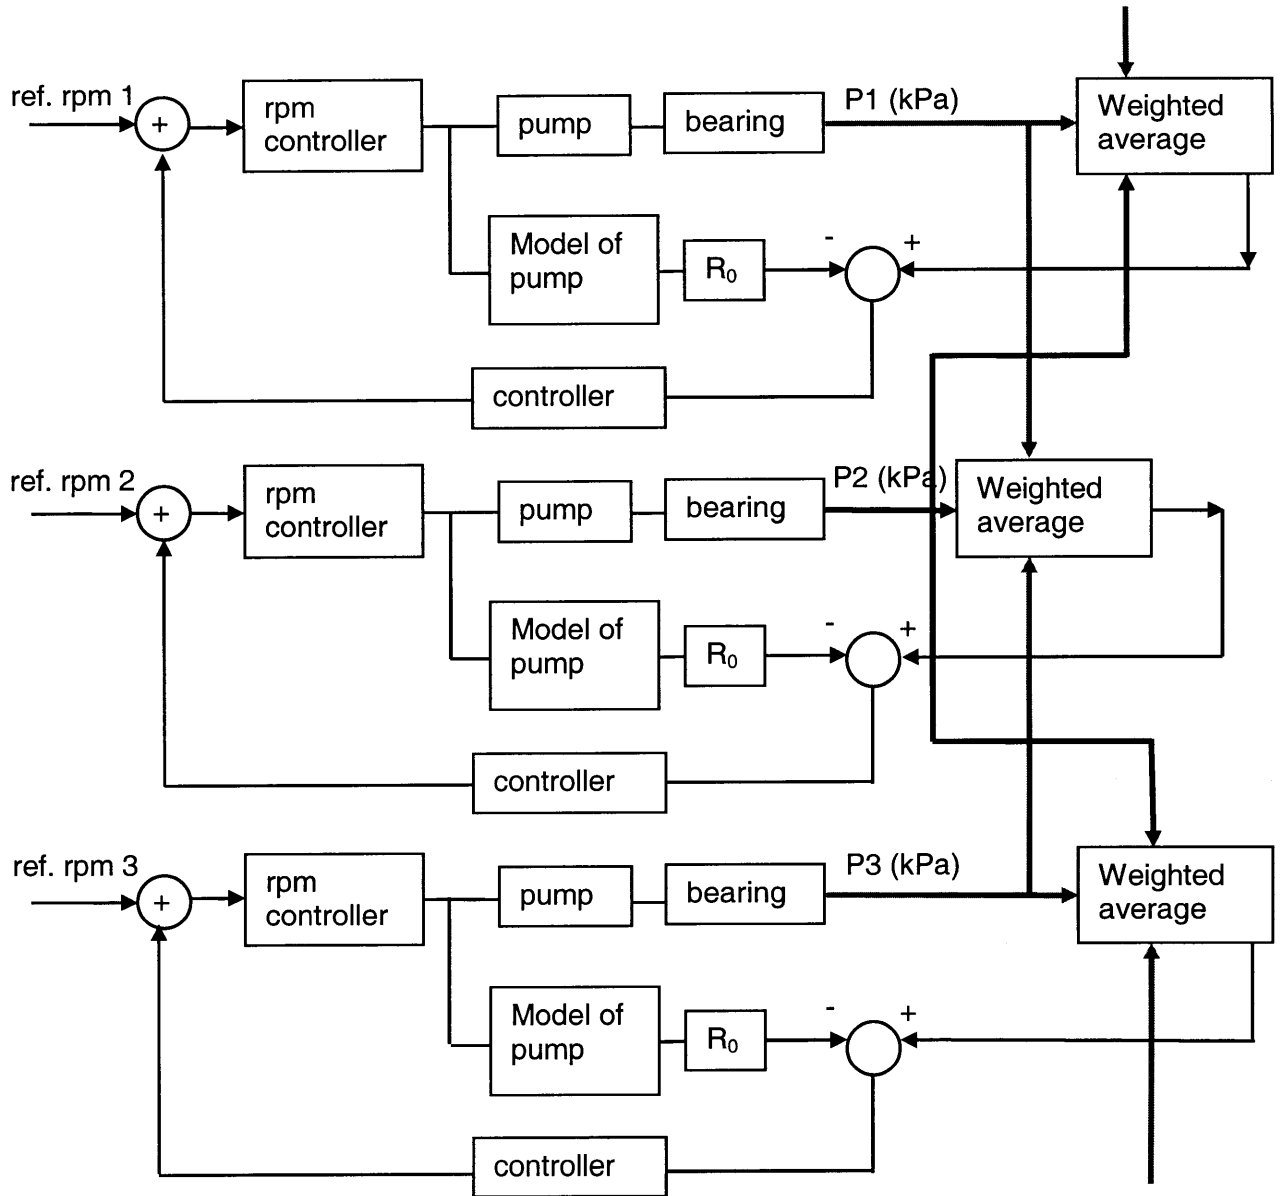 ref. rpm 1
+
rpm
controller
pump
bearing
P1 (kPa)
Weighted
average
Model of
pump
R₀
-
+
controller
ref. rpm 2
+
rpm
controller
pump
bearing
P2 (kPa)
Weighted
average
Model of
pump
R₀
-
+
controller
ref. rpm 3
+
rpm
controller
pump
bearing
P3 (kPa)
Weighted
average
Model of
pump
R₀
-
+
controller